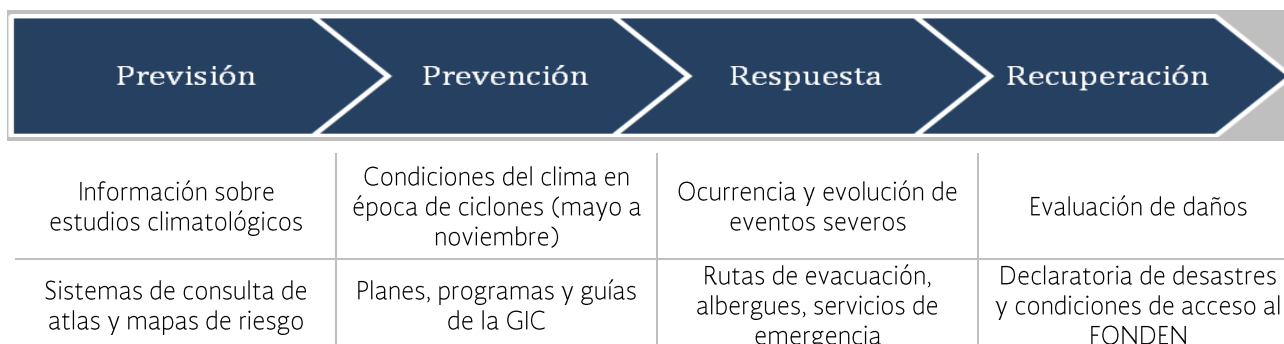 Previsión
Prevención
Respuesta
Recuperación
Información sobre
estudios climatológicos
Condiciones del clima en
época de ciclones (mayo a
noviembre)
Ocurrencia y evolución de
eventos severos
Evaluación de daños
Sistemas de consulta de
atlas y mapas de riesgo
Planes, programas y guías
de la GIC
Rutas de evacuación,
albergues, servicios de
emergencia
Declaratoria de desastres
y condiciones de acceso al
FONDEN